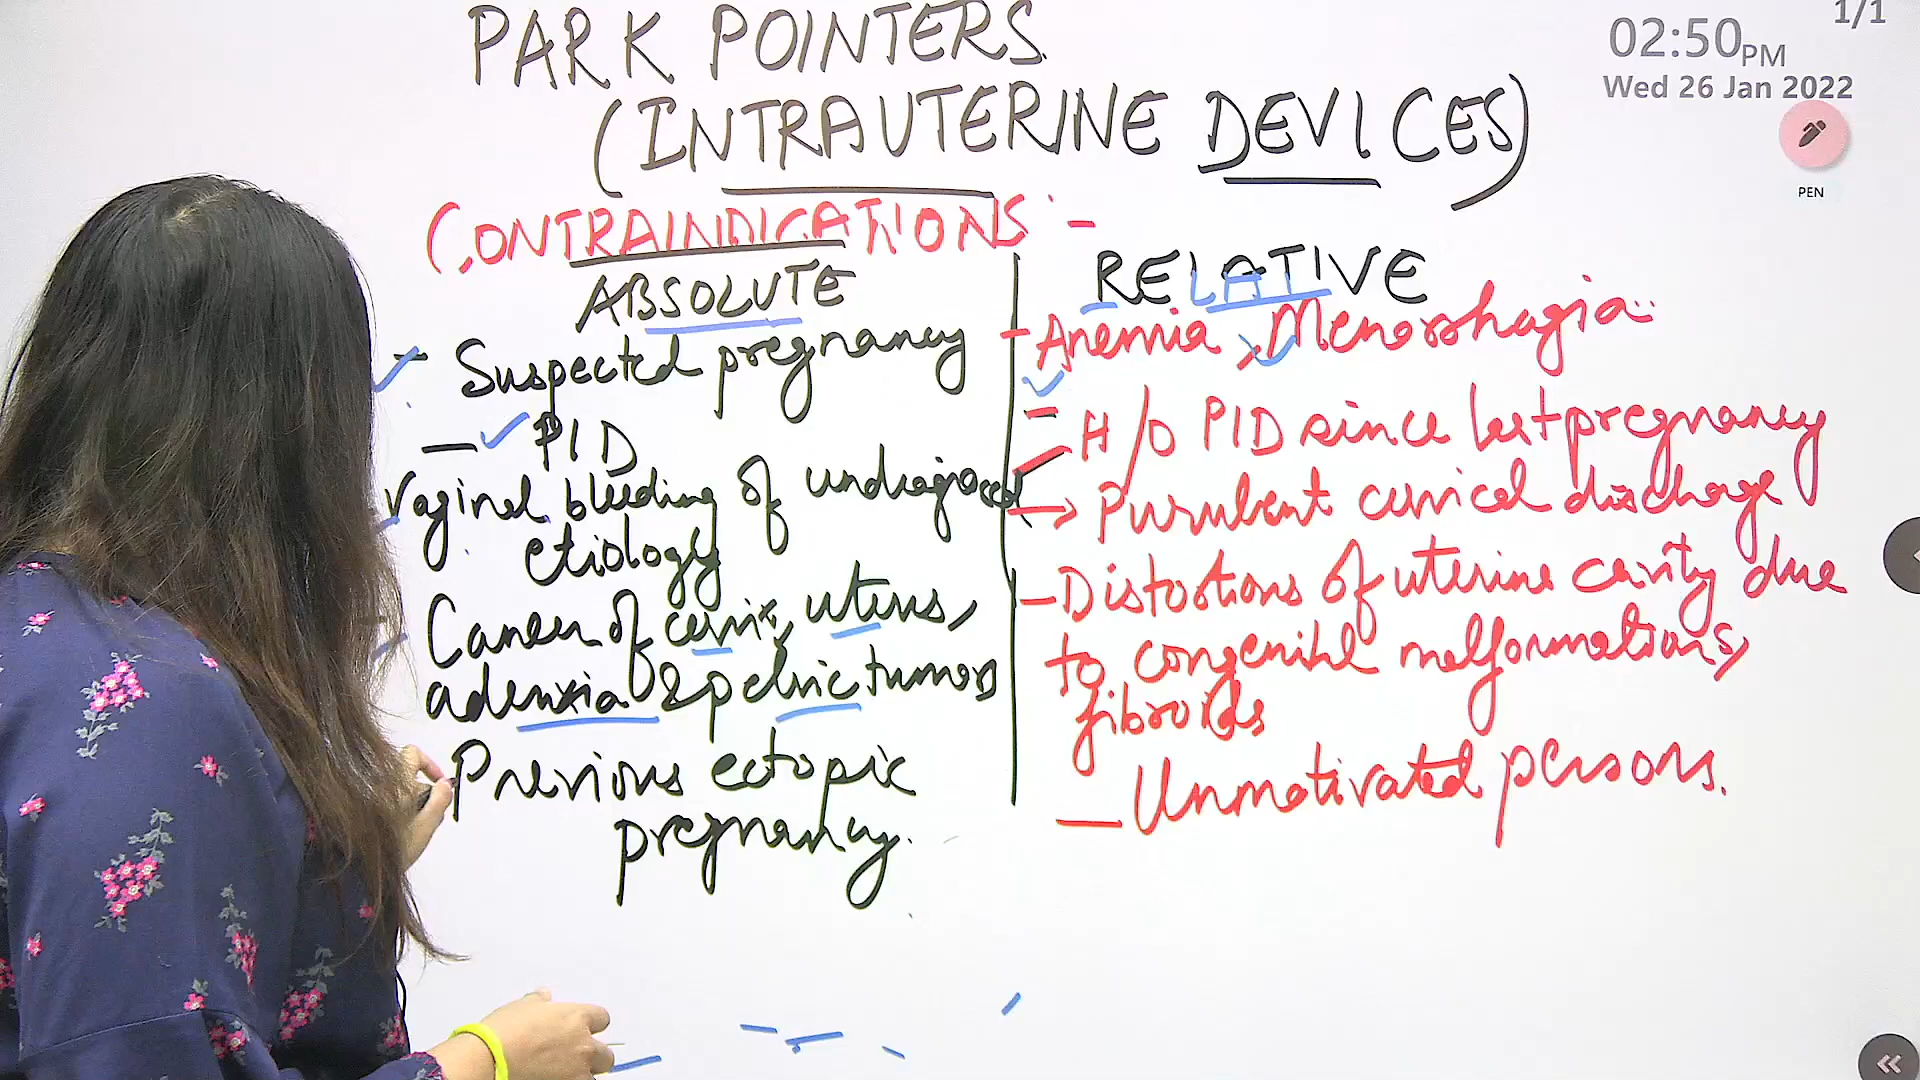 PARK POINTERS
(INTRAUTERINE DEVICES)
1/1
02:50 PM
Wed 26 Jan 2022
PEN
CONTRAINDICATIONS :-
ABSOLUTE
- Suspected pregnancy
- PID
Vaginal bleeding of undiagnosed
etiology
Cancer of cervix, uterus,
adenxia & pelvic tumors
Previous ectopic
pregnancy.
RELATIVE
- Anemia, Menorrhagia..
- H/O PID since last pregnancy
→ Purulent cervical discharge
- Distortions of uterine cavity due
to congenital malformations,
fibroids
- Unmotivated persons.